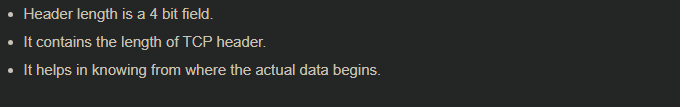 • Header length is a 4 bit field.
• It contains the length of TCP header.
• It helps in knowing from where the actual data begins.